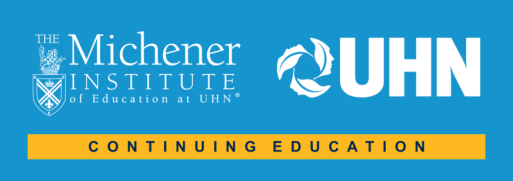 THE Michener
INSTITUTE
of Education at UHN®
UHN
CONTINUING EDUCATION